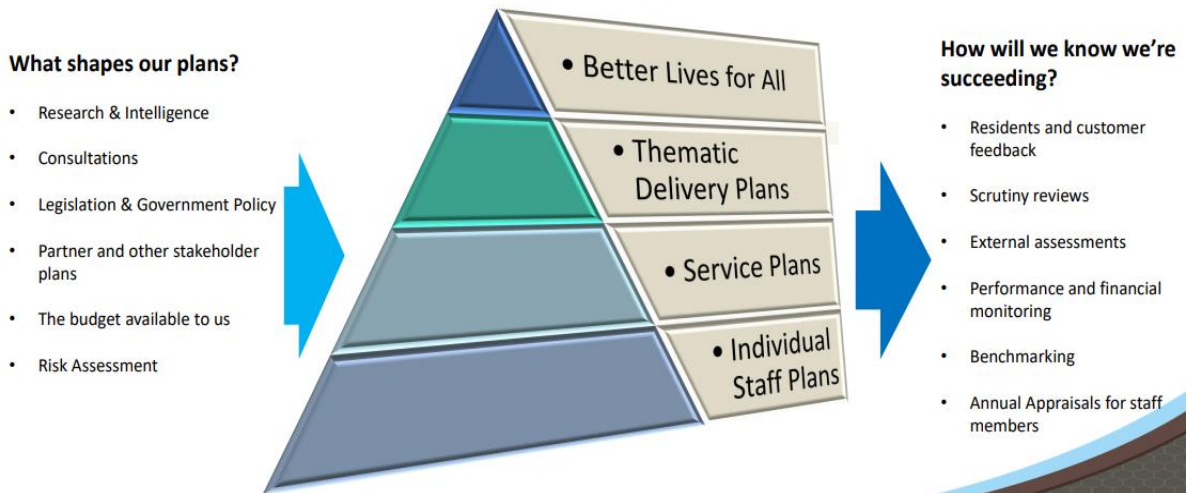 What shapes our plans?
• Research & Intelligence
• Consultations
• Legislation & Government Policy
• Partner and other stakeholder
plans
• The budget available to us
• Risk Assessment
• Better Lives for All
• Thematic
Delivery Plans
• Service Plans
• Individual
Staff Plans
How will we know we're
succeeding?
• Residents and customer
feedback
• Scrutiny reviews
• External assessments
• Performance and financial
monitoring
• Benchmarking
• Annual Appraisals for staff
members